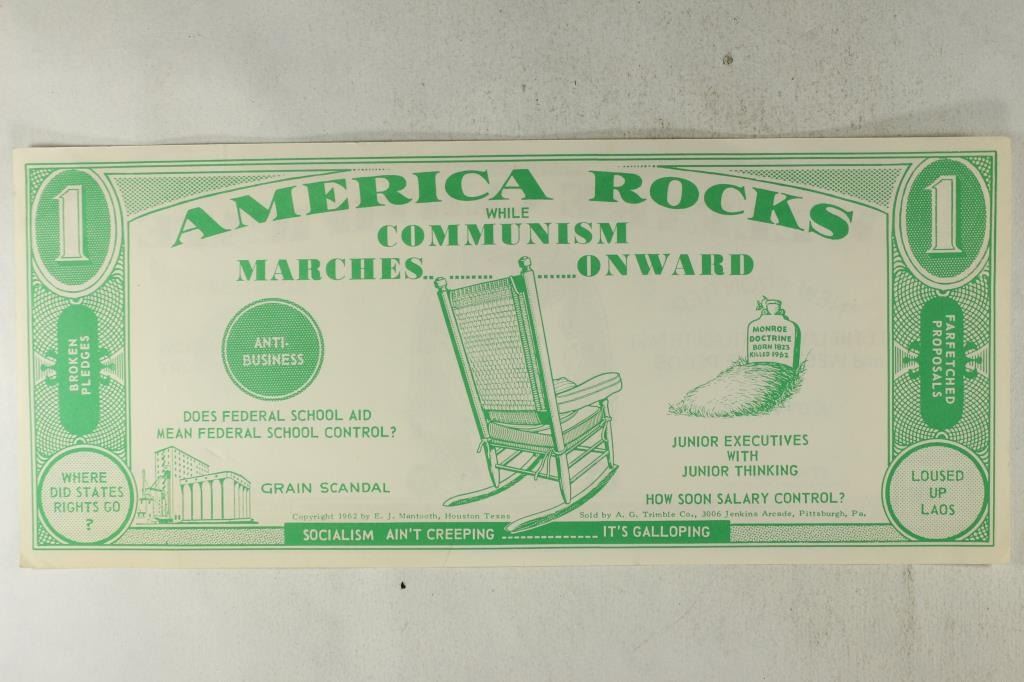 1
AMERICA ROCKS
1
WHILE
COMMUNISM
MARCHES.. ........ ......ONWARD
BROKEN
PLEDGES
ANTI-
BUSINESS
MONROE
DOCTRINE
BORN 1823
KILLED 1962
FARFETCHED
PROPOSALS
DOES FEDERAL SCHOOL AID
MEAN FEDERAL SCHOOL CONTROL?
JUNIOR EXECUTIVES
WITH
JUNIOR THINKING
WHERE
DID STATES
RIGHTS GO
?
GRAIN SCANDAL
HOW SOON SALARY CONTROL?
LOUSED
UP
LAOS
Copyright 1962 by E. J. Mantooth, Houston Texas
Sold by A. G. Trimble Co., 3006 Jenkins Arcade, Pittsburgh, Pa.
SOCIALISM AIN'T CREEPING -------------- IT'S GALLOPING